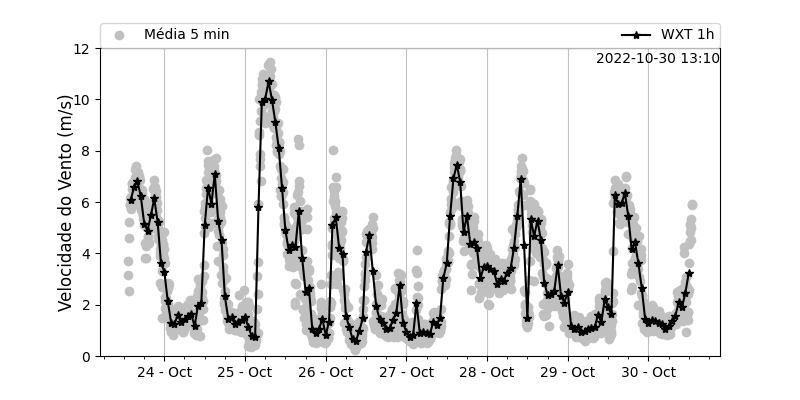 Média 5 min
WXT 1h
2022-10-30 13:10
Velocidade do Vento (m/s)
12
10
8
6
4
2
0
24 - Oct
25 - Oct
26 - Oct
27 - Oct
28 - Oct
29 - Oct
30 - Oct